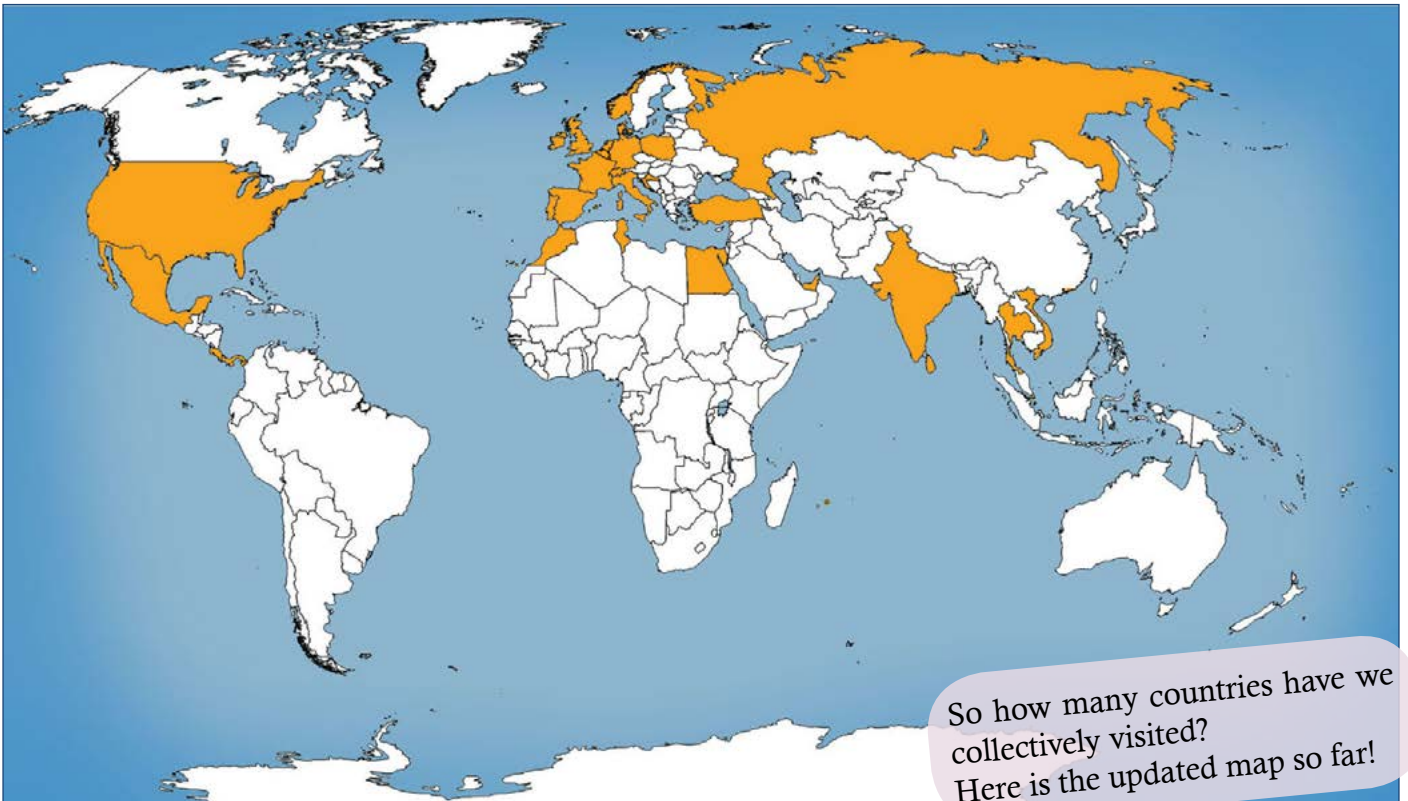 So how many countries have we
collectively visited?
Here is the updated map so far!